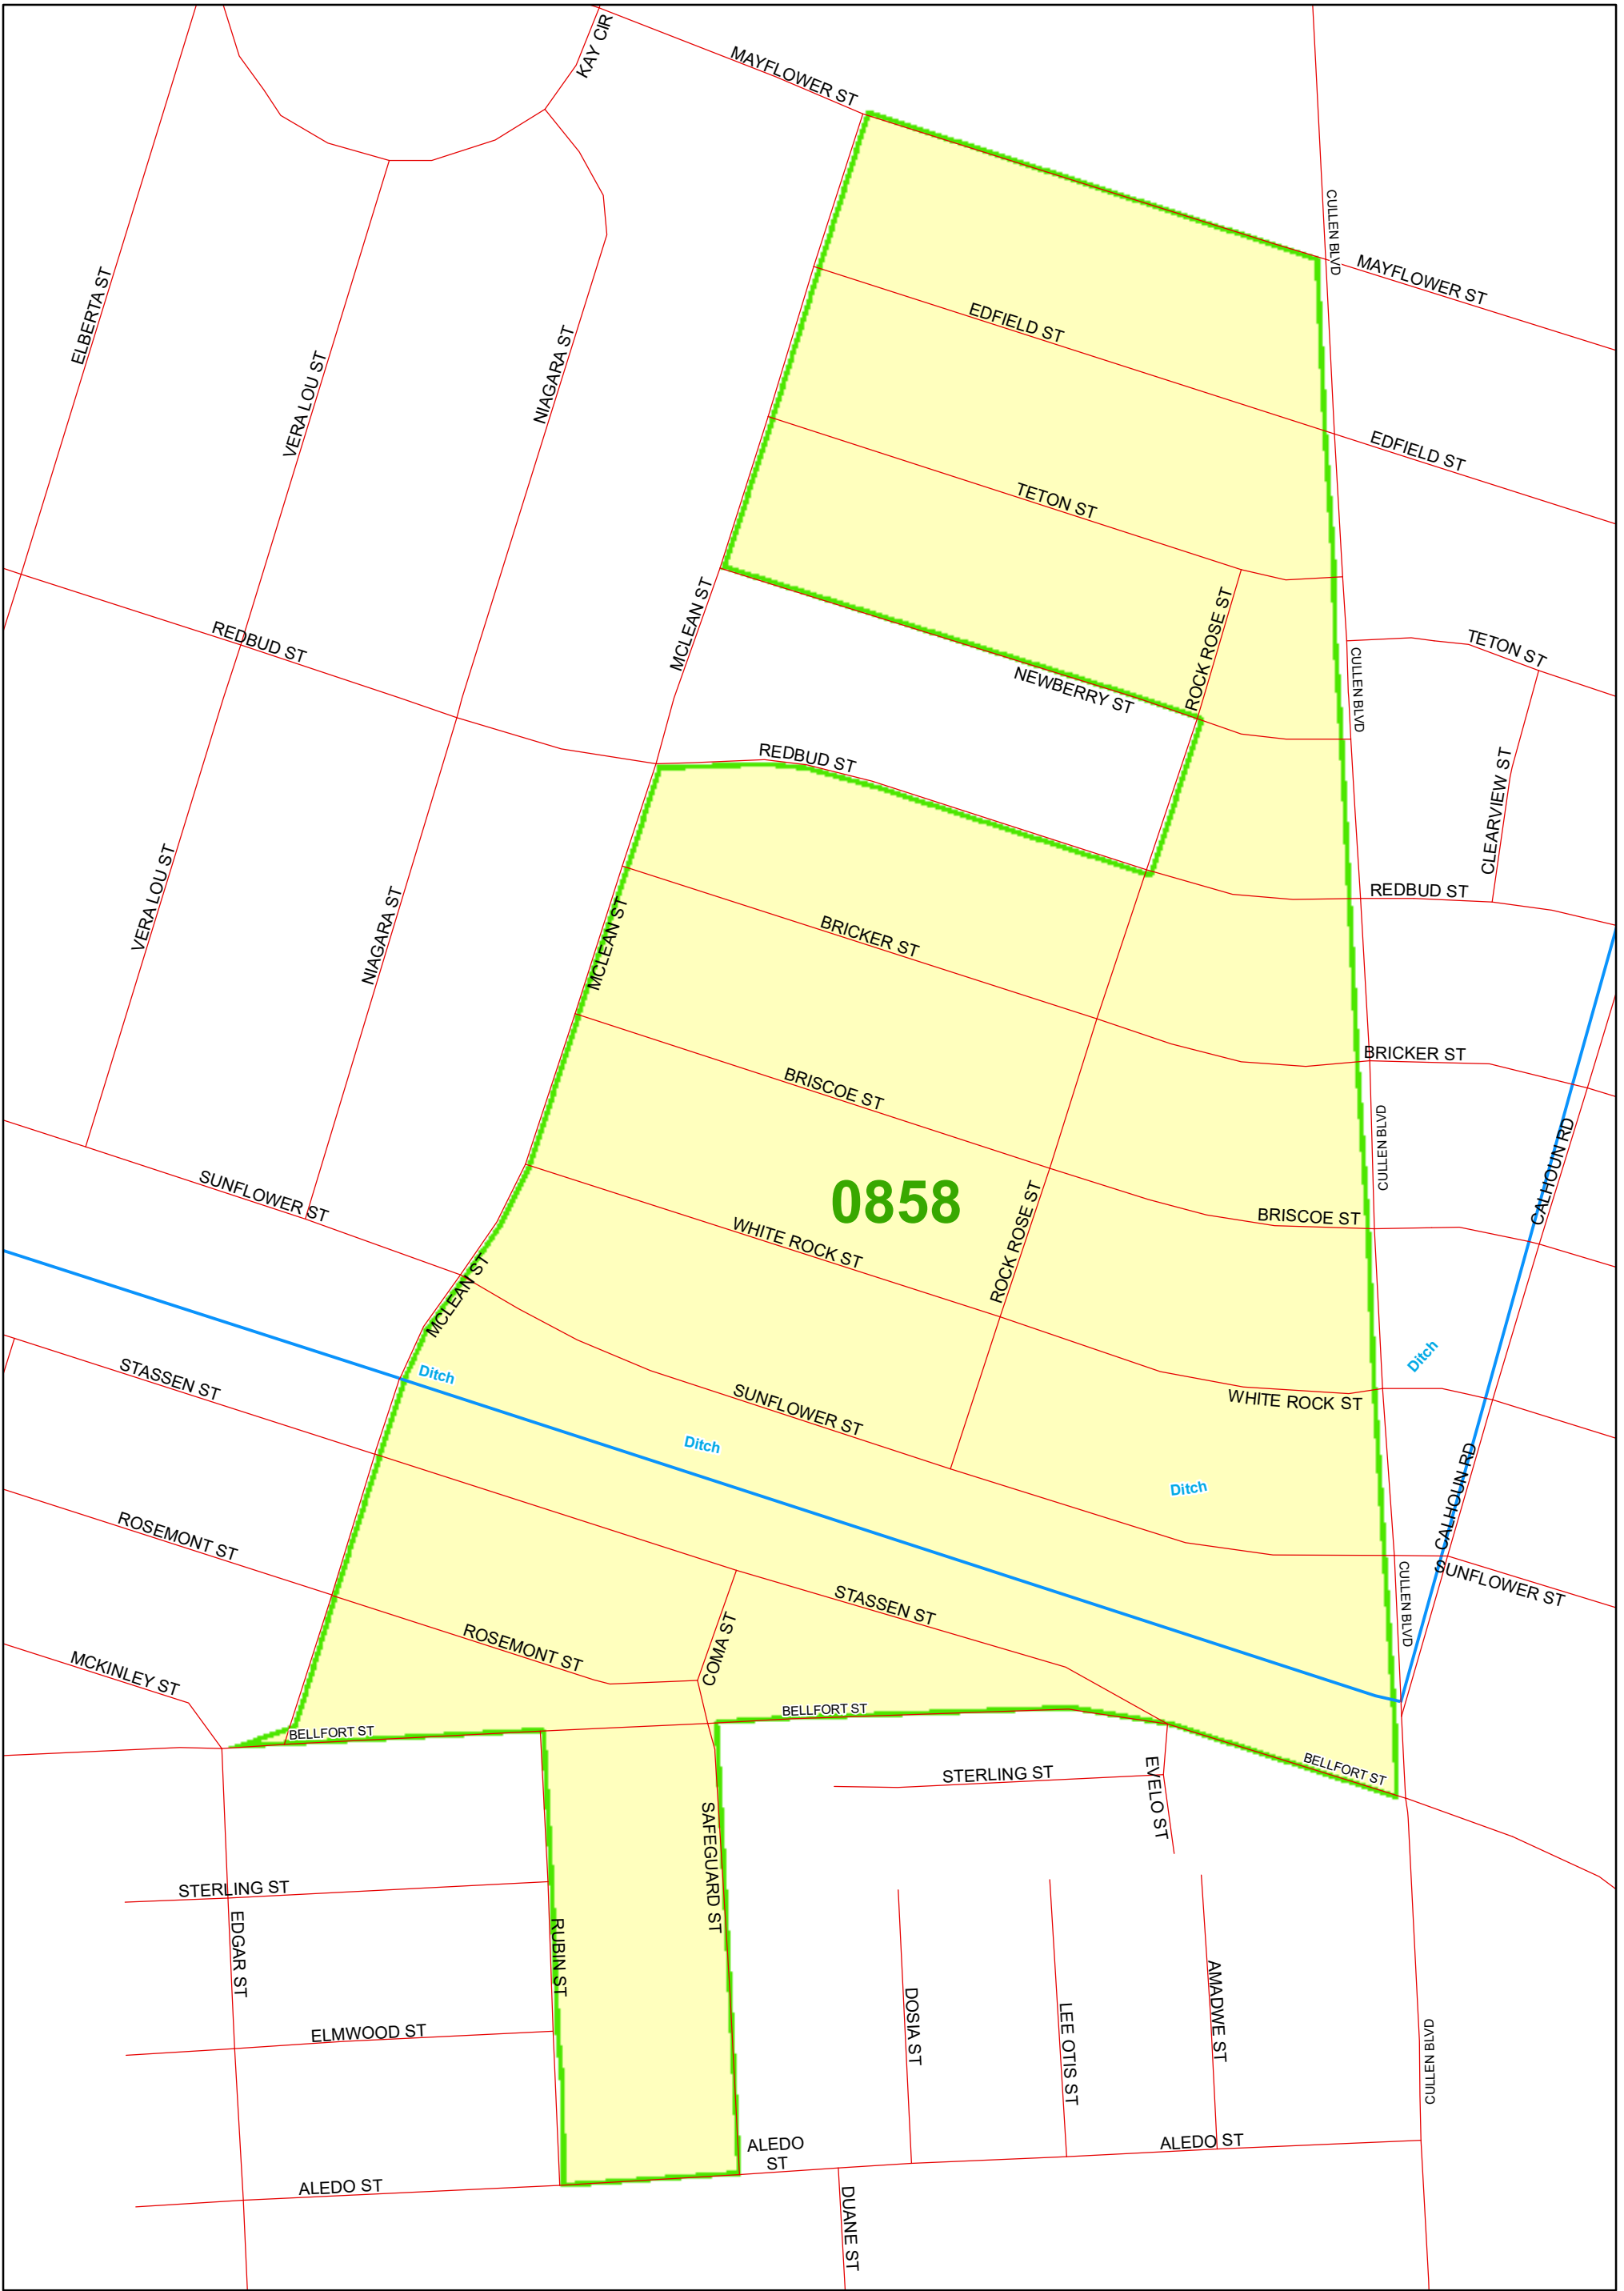 KAY CIR
MAYFLOWER ST
CULLEN BLVD
MAYFLOWER ST
ELBERTA ST
VERA LOU ST
NIAGARA ST
EDFIELD ST
EDFIELD ST
TETON ST
MCLEAN ST
ROCK ROSE ST
REDBUD ST
NEWBERRY ST
CULLEN BLVD
TETON ST
REDBUD ST
CLEARVIEW ST
VERA LOU ST
NIAGARA ST
MCLEAN ST
BRICKER ST
REDBUD ST
BRICKER ST
BRISCOE ST
CULLEN BLVD
CALHOUN RD
SUNFLOWER ST
0858
ROCK ROSE ST
BRISCOE ST
WHITE ROCK ST
MCLEAN ST
Ditch
STASSEN ST
Ditch
SUNFLOWER ST
WHITE ROCK ST
Ditch
Ditch
CALHOUN RD
ROSEMONT ST
SUNFLOWER ST
CULLEN BLVD
STASSEN ST
ROSEMONT ST
COMA ST
MCKINLEY ST
BELLFORT ST
BELLFORT ST
BELLFORT ST
STERLING ST
EVELO ST
SAFEGUARD ST
STERLING ST
EDGAR ST
RUBIN ST
AMADWE ST
DOSIA ST
LEE OTIS ST
ELMWOOD ST
CULLEN BLVD
ALEDO
ST
ALEDO ST
ALEDO ST
DUANE ST